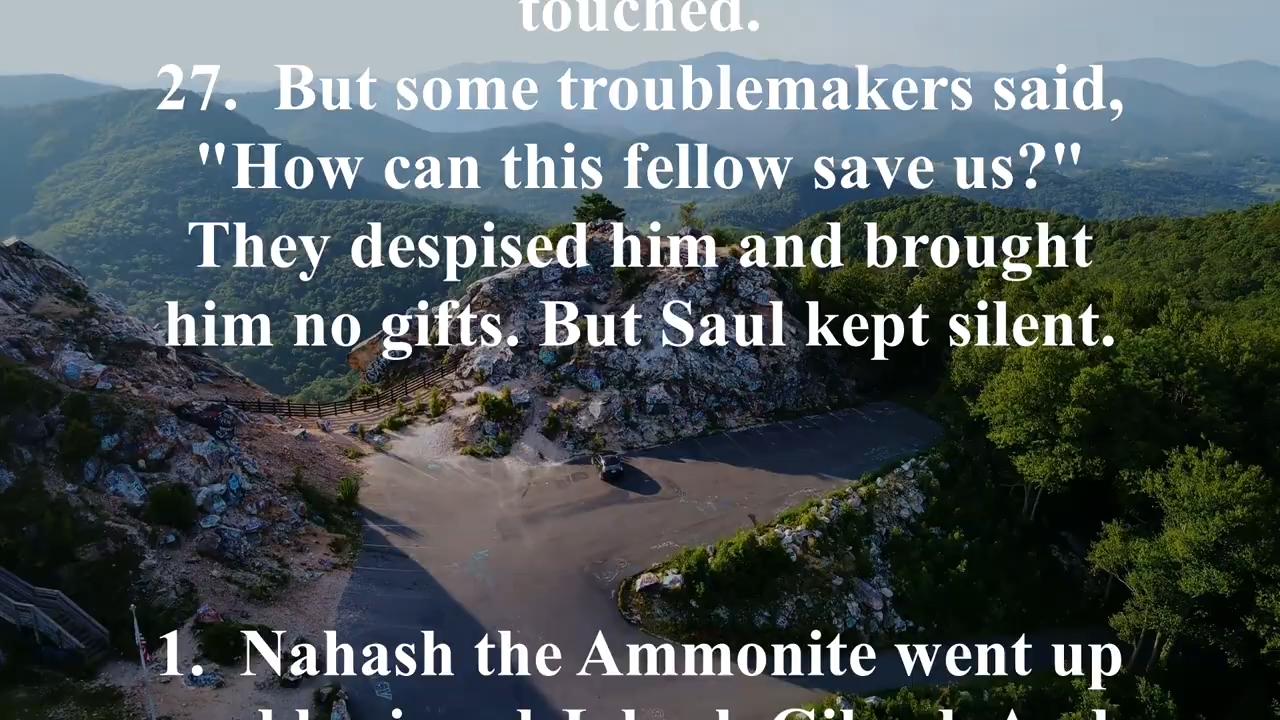 touched.
27. But some troublemakers said,
"How can this fellow save us?"
They despised him and brought
him no gifts. But Saul kept silent.
1. Nahash the Ammonite went up